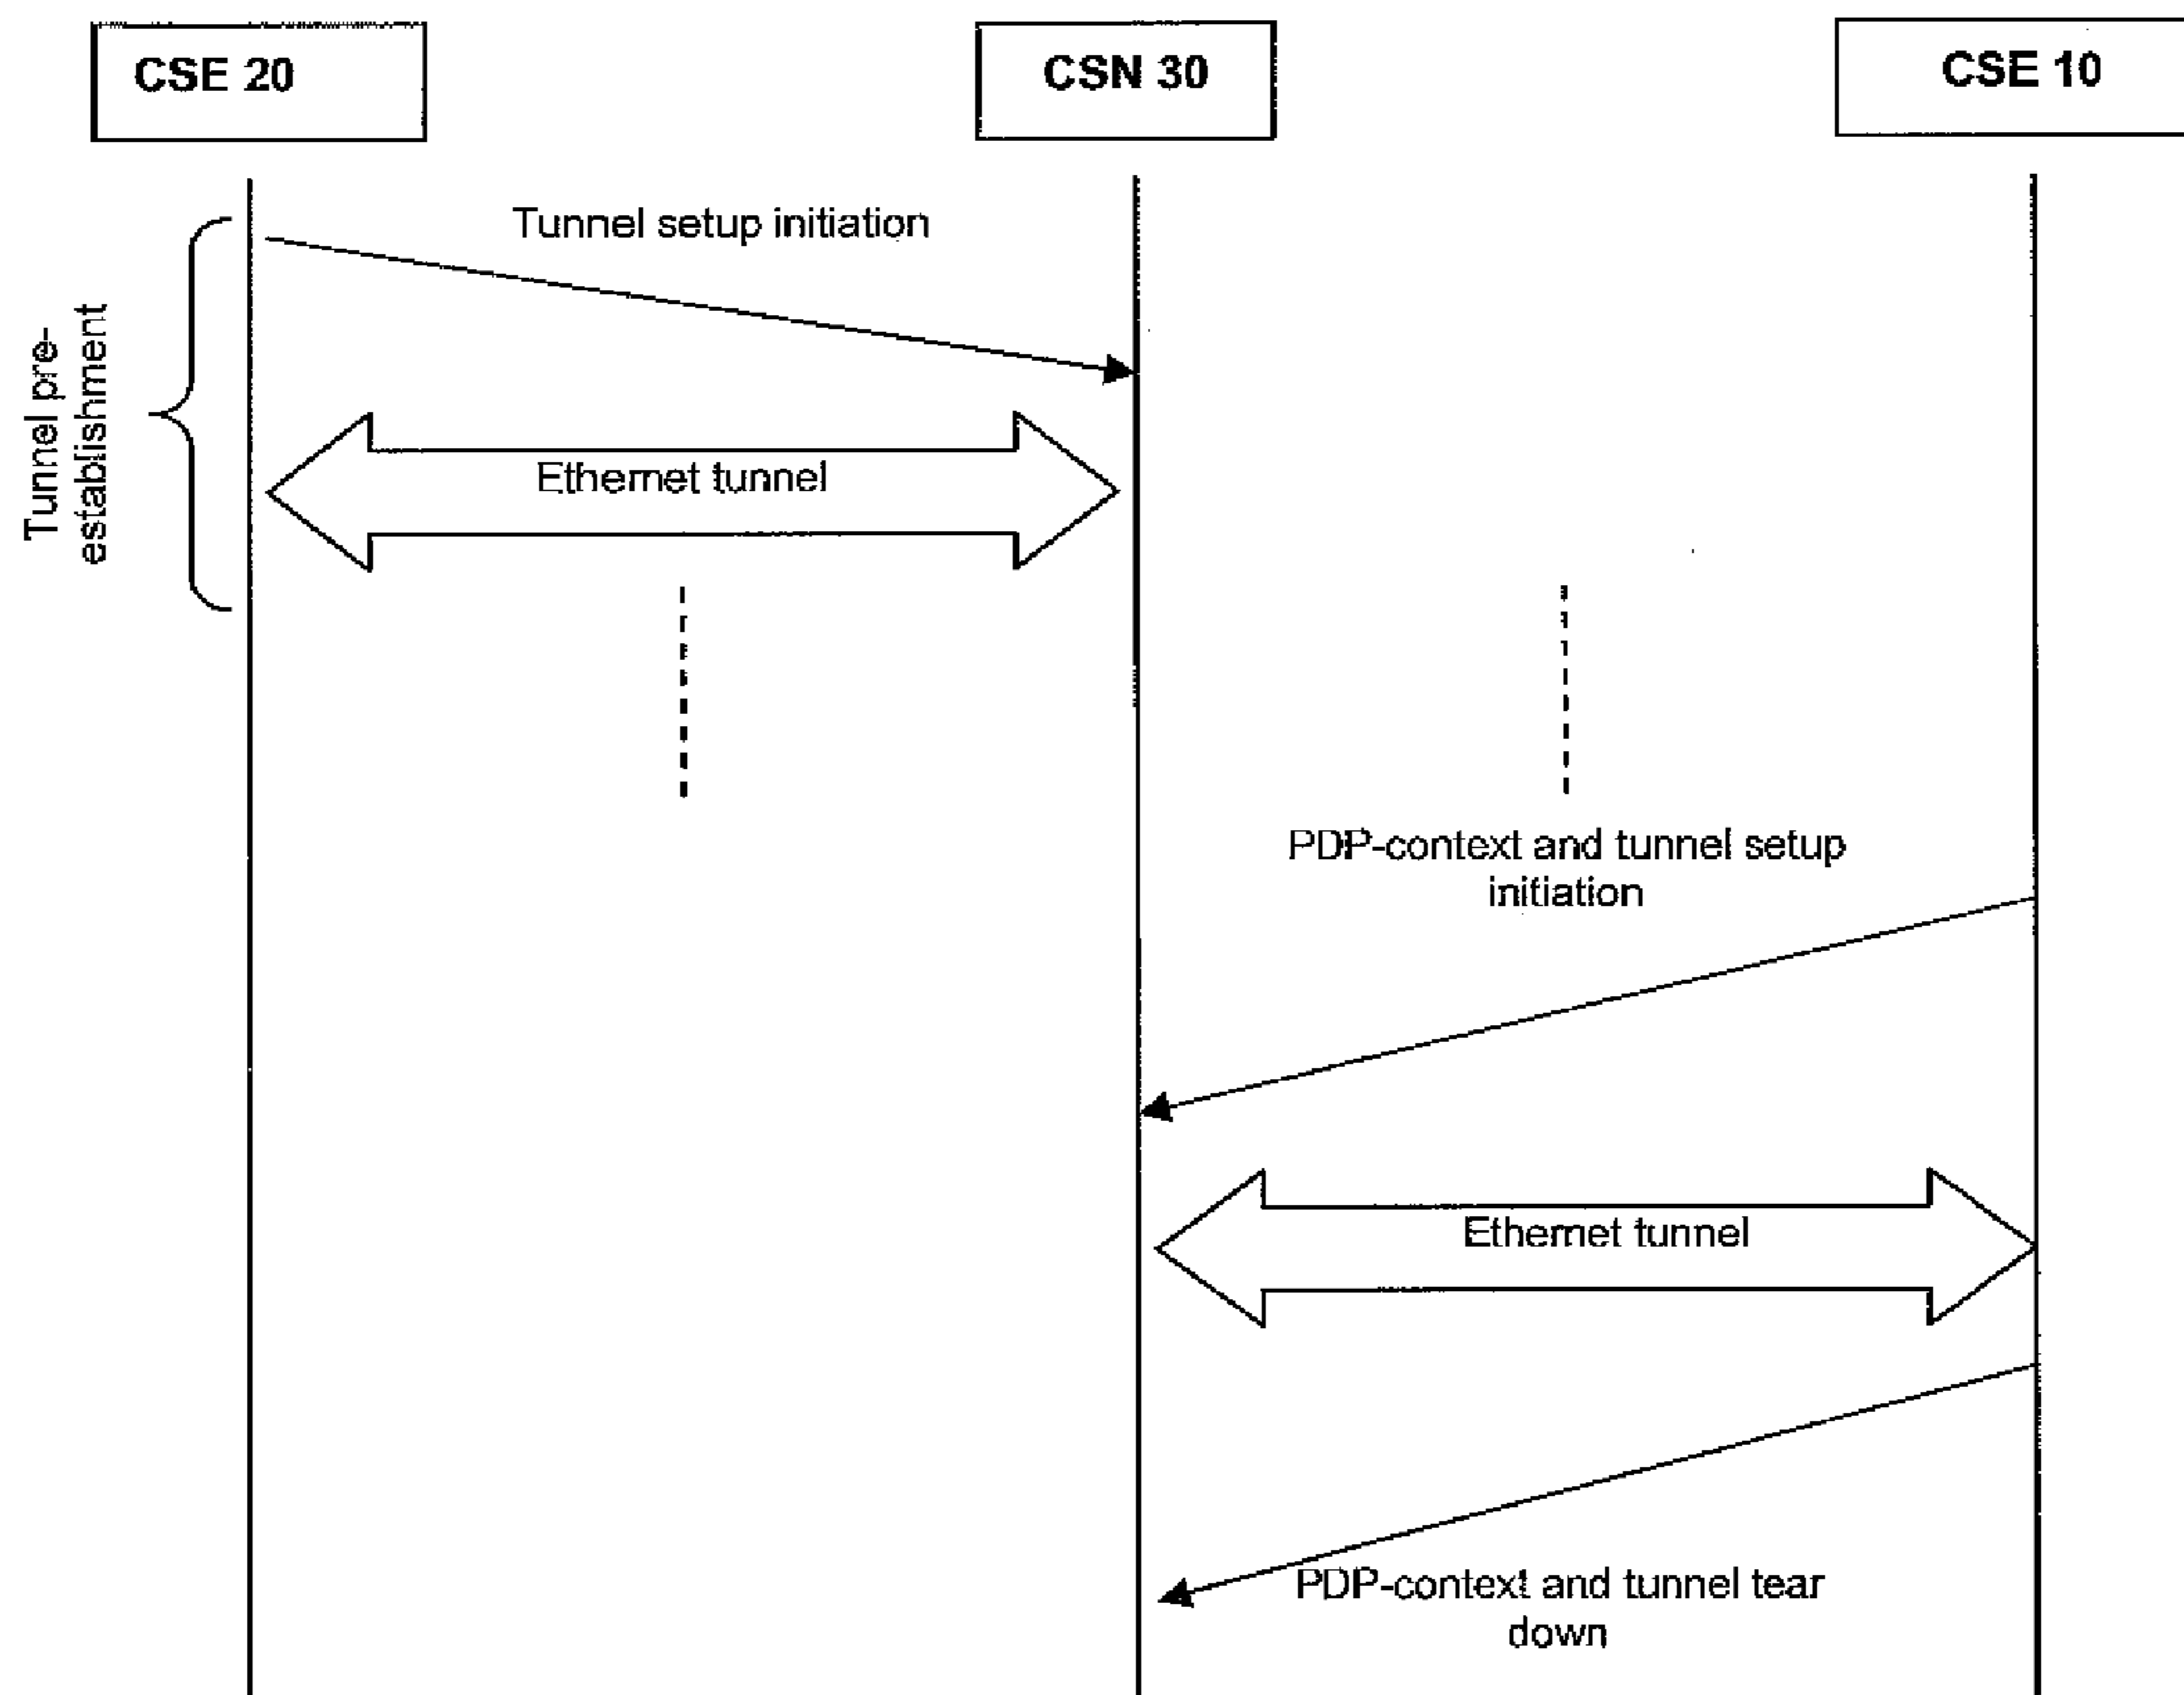 CSE 20
CSN 30
CSE 10
Tunnel setup initiation
Tunnel pre-
establishment
Ethernet tunnel
PDP-context and tunnel setup
initiation
Ethernet tunnel
PDP-context and tunnel tear
down